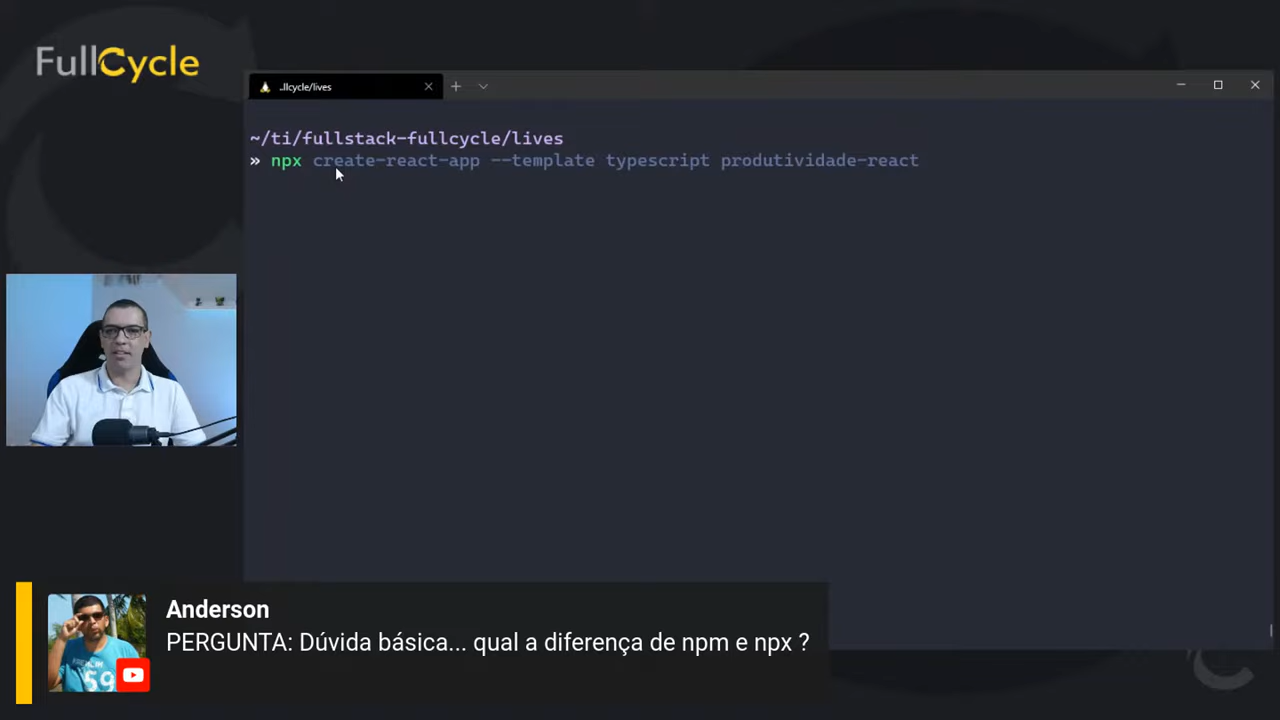 FullCycle
..llcycle/lives
~/ti/fullstack-fullcycle/lives
» npx create-react-app --template typescript produtividade-react
Anderson
PERGUNTA: Dúvida básica... qual a diferença de npm e npx ?
59